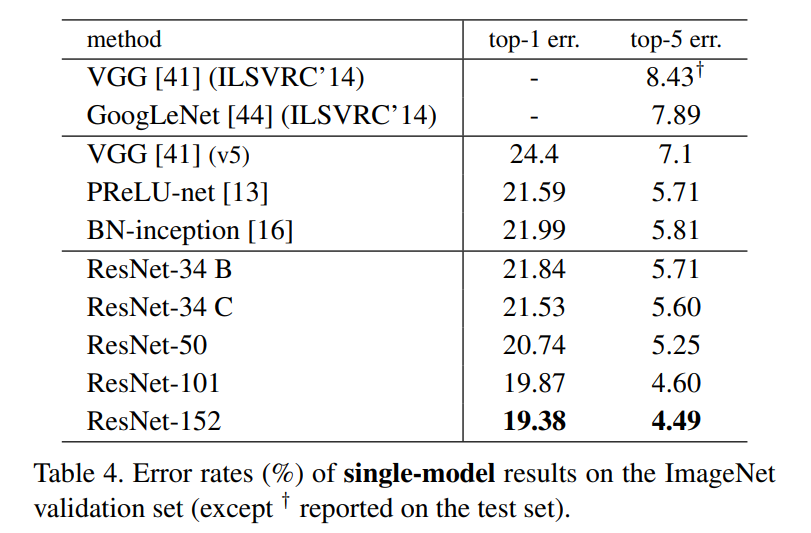 method top-1 err. top-5 err.
VGG [41] (ILSVRC’14) - 8.43†
GoogLeNet [44] (ILSVRC’14) - 7.89
VGG [41] (v5) 24.4 7.1
PReLU-net [13] 21.59 5.71
BN-inception [16] 21.99 5.81
ResNet-34 B 21.84 5.71
ResNet-34 C 21.53 5.60
ResNet-50 20.74 5.25
ResNet-101 19.87 4.60
ResNet-152 19.38 4.49
Table 4. Error rates (%) of single-model results on the ImageNet
validation set (except † reported on the test set).